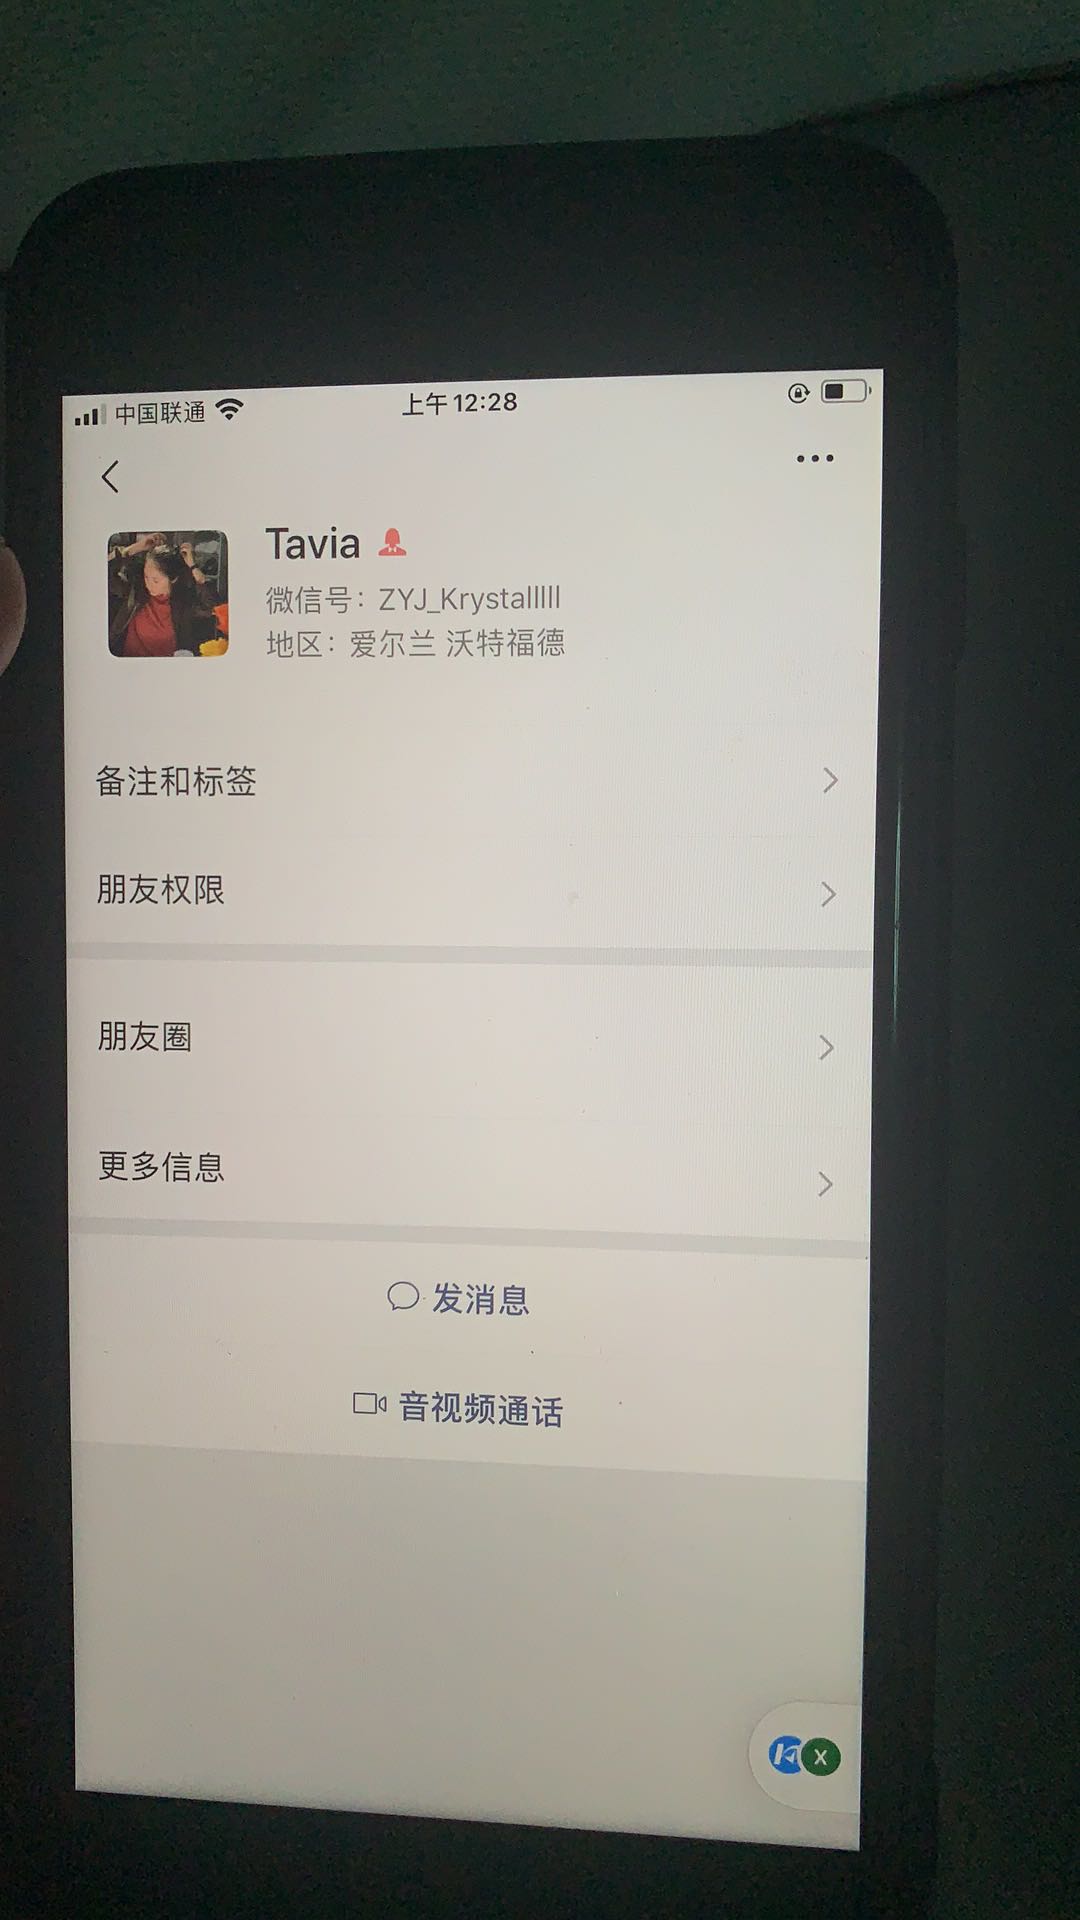 中国联通
上午12:28
Tavia
微信号：ZYJ_Krystalllll
地区：爱尔兰 沃特福德
备注和标签
朋友权限
朋友圈
更多信息
发消息
音视频通话
X